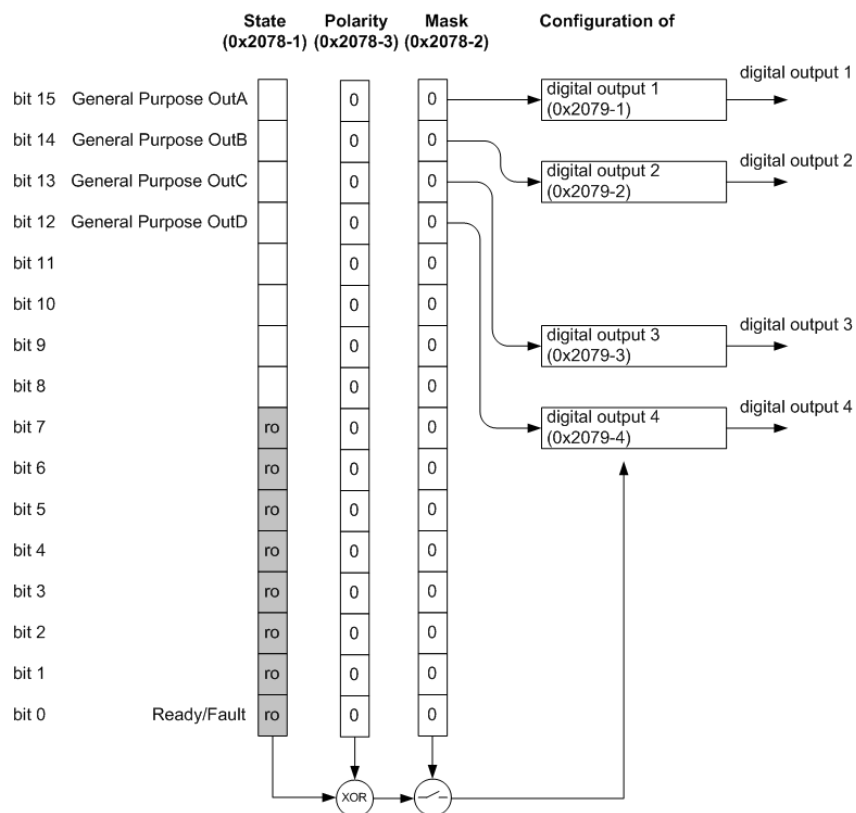 State Polarity Mask Configuration of
(0x2078-1) (0x2078-3) (0x2078-2)
digital output 1
bit 15 General Purpose OutA 0 0 digital output 1
(0x2079-1)
bit 14 General Purpose OutB 0 0
digital output 2
digital output 2
bit 13 General Purpose OutC 0 0 (0x2079-2)
bit 12 General Purpose OutD 0 0
bit 11 0 0
bit 10 0 0
digital output 3
bit 9 0 0 digital output 3
(0x2079-3)
bit 8 0 0
digital output 4
bit 7 ro 0 0 digital output 4
(0x2079-4)
bit 6 ro 0 0
bit 5 ro 0 0
bit 4 ro 0 0
bit 3 ro 0 0
bit 2 ro 0 0
bit 1 ro 0 0
bit 0 Ready/Fault ro 0 0
XOR